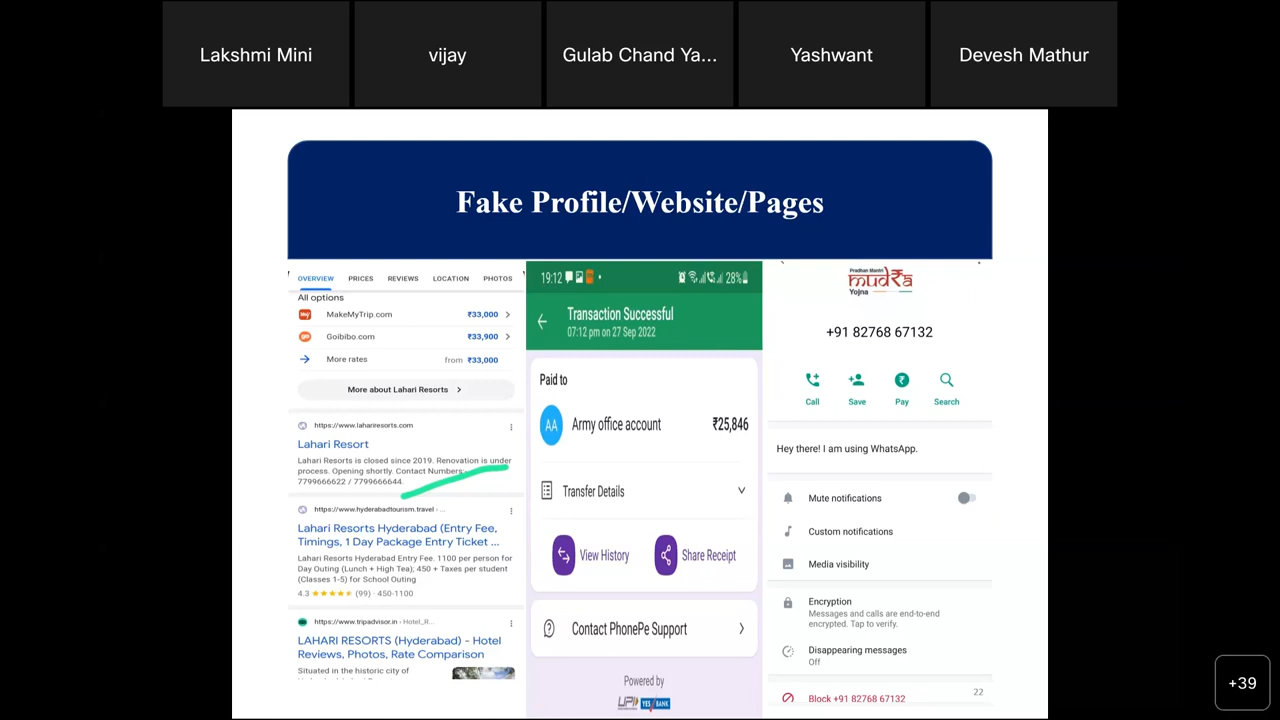 Lakshmi Mini
vijay
Gulab Chand Ya...
Yashwant
Devesh Mathur
Fake Profile/Website/Pages
OVERVIEW PRICES REVIEWS LOCATION PHOTOS
All options
MakeMyTrip.com ₹33,000
Goibibo.com ₹33,900
More rates from ₹33,000
More about Lahari Resorts
https://www.lahariresorts.com
Lahari Resort
Lahari Resorts is closed since 2019. Renovation is under
process. Opening shortly. Contact Numbers:-
7799666622 / 7799666644.
https://www.hyderabadtourism.travel › ...
Lahari Resorts Hyderabad (Entry Fee,
Timings, 1 Day Package Entry Ticket ...
Lahari Resorts Hyderabad Entry Fee. 1100 per person for
Day Outing (Lunch + High Tea); 450 + Taxes per student
(Classes 1-5) for School Outing
4.3 (99) · 450-1100
https://www.tripadvisor.in › Hotel_R...
LAHARI RESORTS (Hyderabad) - Hotel
Reviews, Photos, Rate Comparison
Situated in the historic city of
19:12 28%
Transaction Successful
07:12 pm on 27 Sep 2022
Paid to
AA Army office account ₹25,846
Transfer Details
View History Share Receipt
Contact PhonePe Support
Powered by
UPI YES BANK
Pradhan Mantri
mudra
Yojna
+91 82768 67132
Call Save Pay Search
Hey there! I am using WhatsApp.
Mute notifications
Custom notifications
Media visibility
Encryption
Messages and calls are end-to-end
encrypted. Tap to verify.
Disappearing messages
Off
Block +91 82768 67132
22
+39